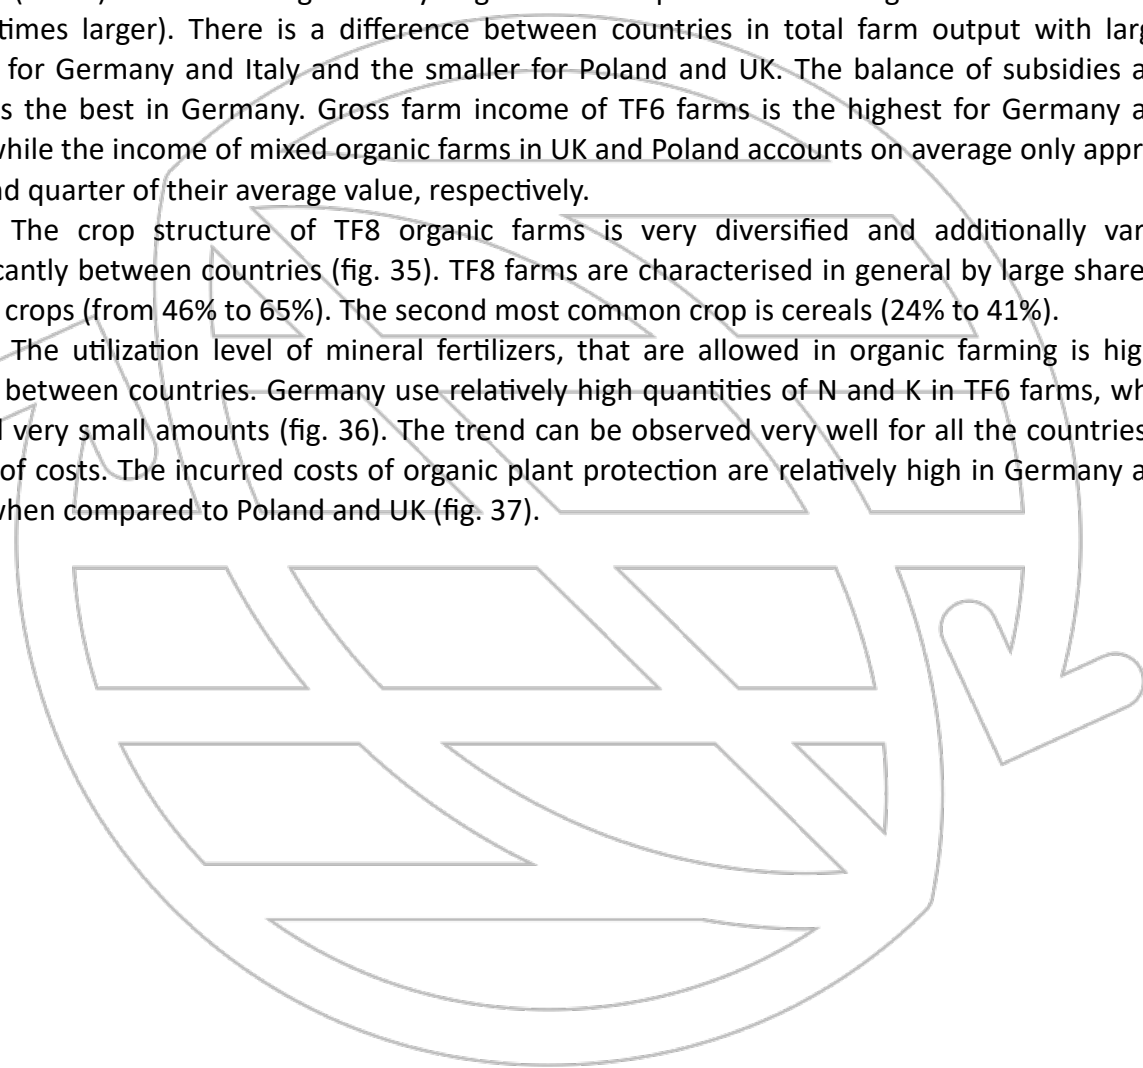 times larger). There is a difference between countries in total farm output with larg
for Germany and Italy and the smaller for Poland and UK. The balance of subsidies a
s the best in Germany. Gross farm income of TF6 farms is the highest for Germany a
while the income of mixed organic farms in UK and Poland accounts on average only appr
nd quarter of their average value, respectively.
The crop structure of TF8 organic farms is very diversified and additionally var
cantly between countries (fig. 35). TF8 farms are characterised in general by large share
crops (from 46% to 65%). The second most common crop is cereals (24% to 41%).
The utilization level of mineral fertilizers, that are allowed in organic farming is hig
between countries. Germany use relatively high quantities of N and K in TF6 farms, wh
l very small amounts (fig. 36). The trend can be observed very well for all the countries
of costs. The incurred costs of organic plant protection are relatively high in Germany a
when compared to Poland and UK (fig. 37).